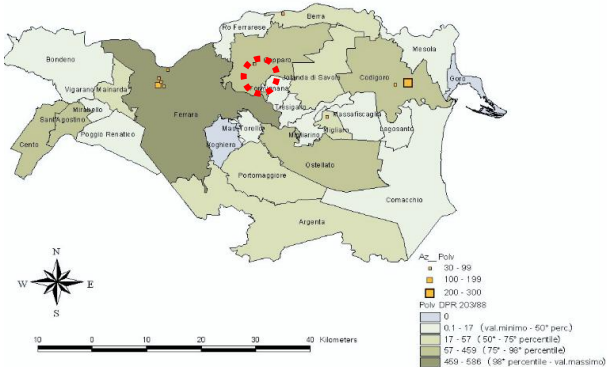 Berra
Ro Ferrarese
Mesola
Bondeno
Copparo
Goro
Jolanda di Savoia
Codigoro
Formignana
Vigarano Mainarda
Tresigallo
Massafiscaglia
Mirabello
Ferrara
Sant'Agostino
Masi Torello
Migliaro
Lagosanto
Migliarino
Poggio Renatico
Voghiero
Cento
Ostellato
Portomaggiore
Comacchio
Argenta
N
W E
S
Az_ Polv
30 - 99
100 - 199
200 - 300
Polv DPR 203/88
0
0.1 - 17 (val.minimo - 50° perc.)
17 - 57 (50° - 75° percentile)
57 - 459 (75° - 98° percentile)
459 - 586 (98° percentile - val.massimo)
10 0 10 20 30 40 Kilometers